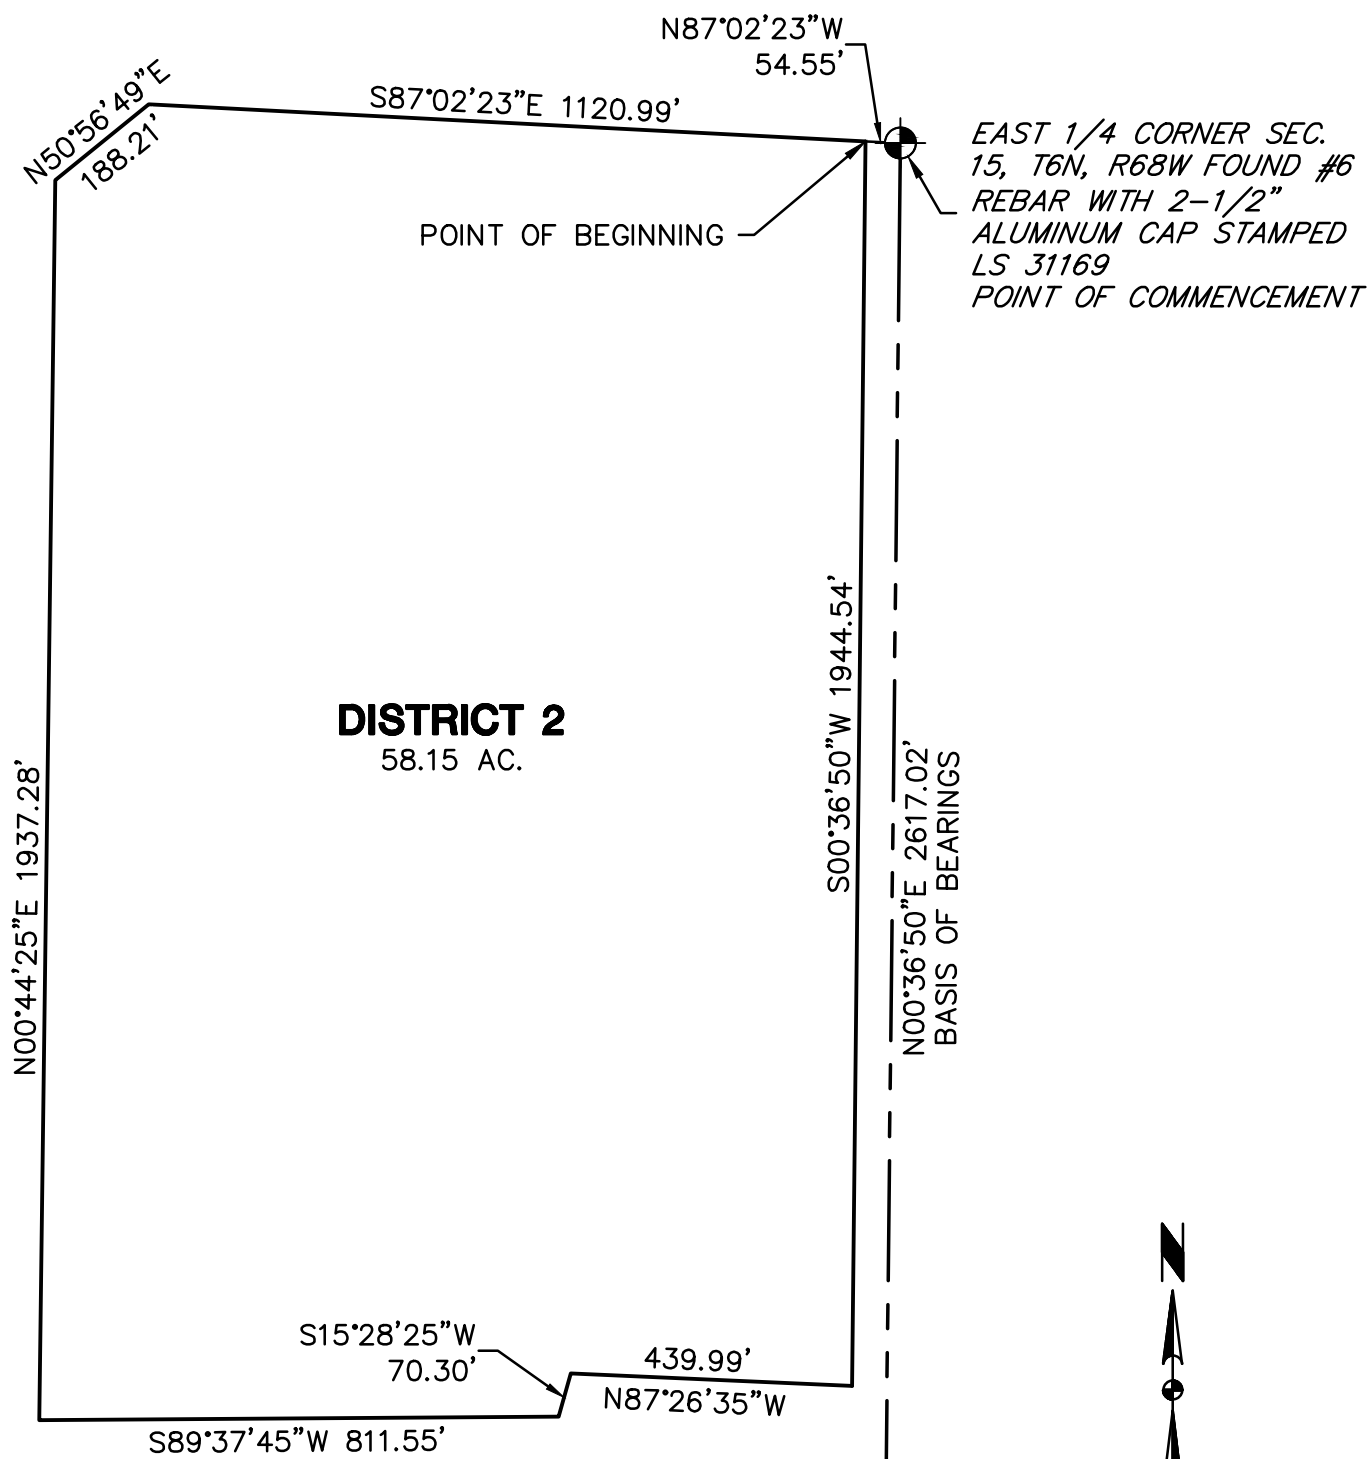 N87°02'23"W
54.55'
N50°56'49"E
188.21'
S87°02'23"E 1120.99'
EAST 1/4 CORNER SEC.
15, T6N, R68W FOUND #6
REBAR WITH 2-1/2"
ALUMINUM CAP STAMPED
LS 31169
POINT OF COMMENCEMENT
POINT OF BEGINNING
DISTRICT 2
58.15 AC.
S00°36'50"W 1944.54'
N00°36'50"E 2617.02'
BASIS OF BEARINGS
N00°44'25"E 1937.28'
N
S15°28'25"W
70.30'
439.99'
N87°26'35"W
S89°37'45"W 811.55'